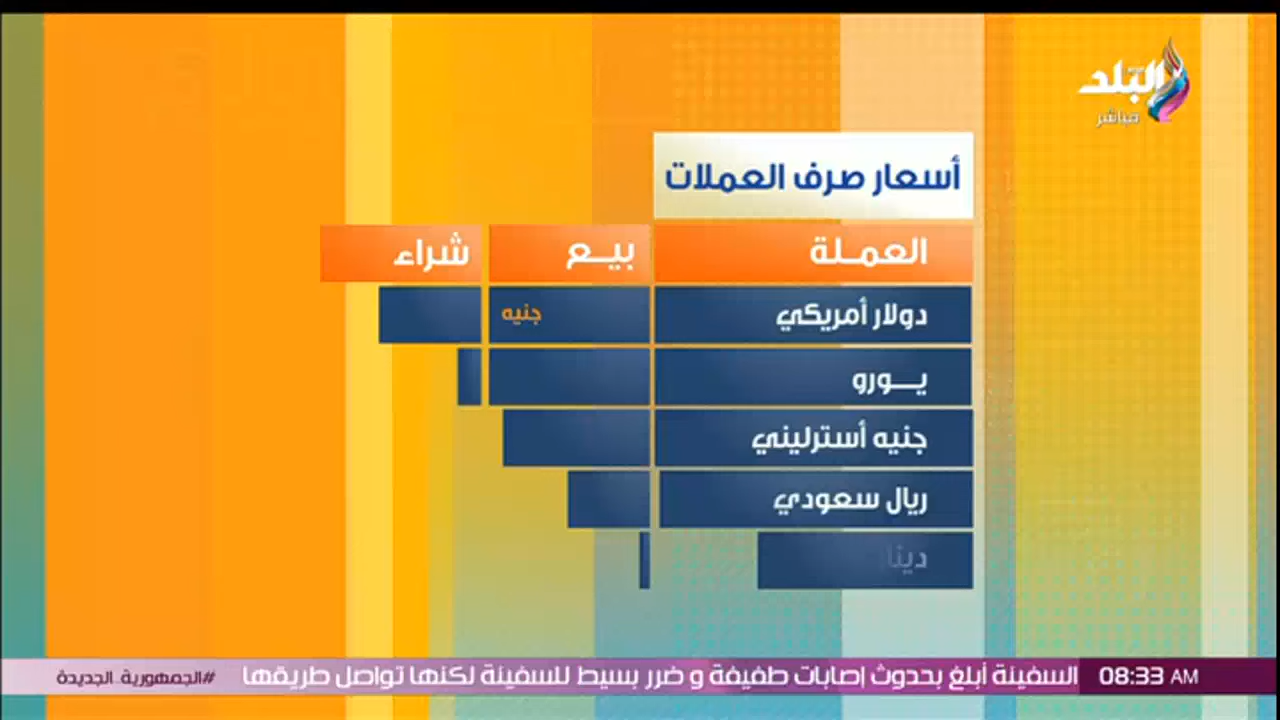 البلد
مباشر
أسعار صرف العملات
العملة بيع شراء
دولار أمريكي جنيه
يورو
جنيه أسترليني
ريال سعودي
08:33 AM السفينة أبلغ بحدوث إصابات طفيفة و ضرر بسيط للسفينة لكنها تواصل طريقها #الجمهورية_الجديدة